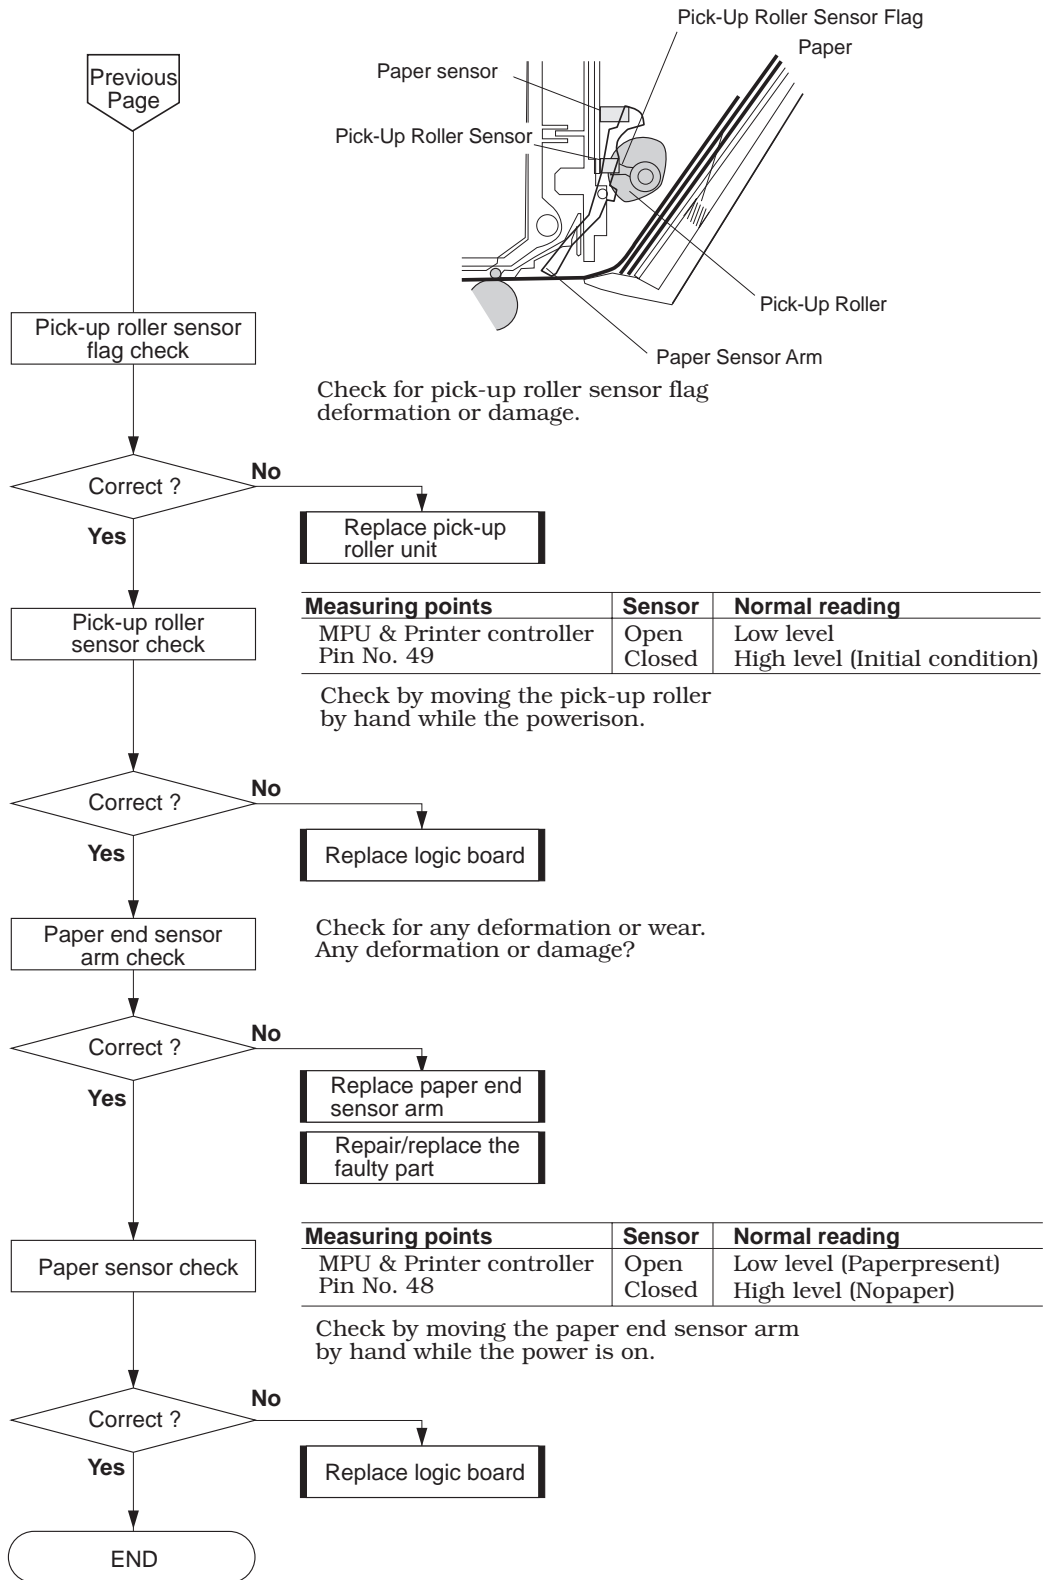 Previous
Page
Pick-Up Roller Sensor Flag
Paper
Paper sensor
Pick-Up Roller Sensor
Pick-Up Roller
Paper Sensor Arm
Pick-up roller sensor
flag check
Check for pick-up roller sensor flag
deformation or damage.
Correct ?
No
Yes
Replace pick-up
roller unit
Pick-up roller
sensor check
Measuring points Sensor Normal reading
MPU & Printer controller Open Low level
Pin No. 49 Closed High level (Initial condition)
Check by moving the pick-up roller
by hand while the powerison.
Correct ?
No
Yes
Replace logic board
Paper end sensor
arm check
Check for any deformation or wear.
Any deformation or damage?
Correct ?
No
Yes
Replace paper end
sensor arm
Repair/replace the
faulty part
Paper sensor check
Measuring points Sensor Normal reading
MPU & Printer controller Open Low level (Paperpresent)
Pin No. 48 Closed High level (Nopaper)
Check by moving the paper end sensor arm
by hand while the power is on.
Correct ?
No
Yes
Replace logic board
END